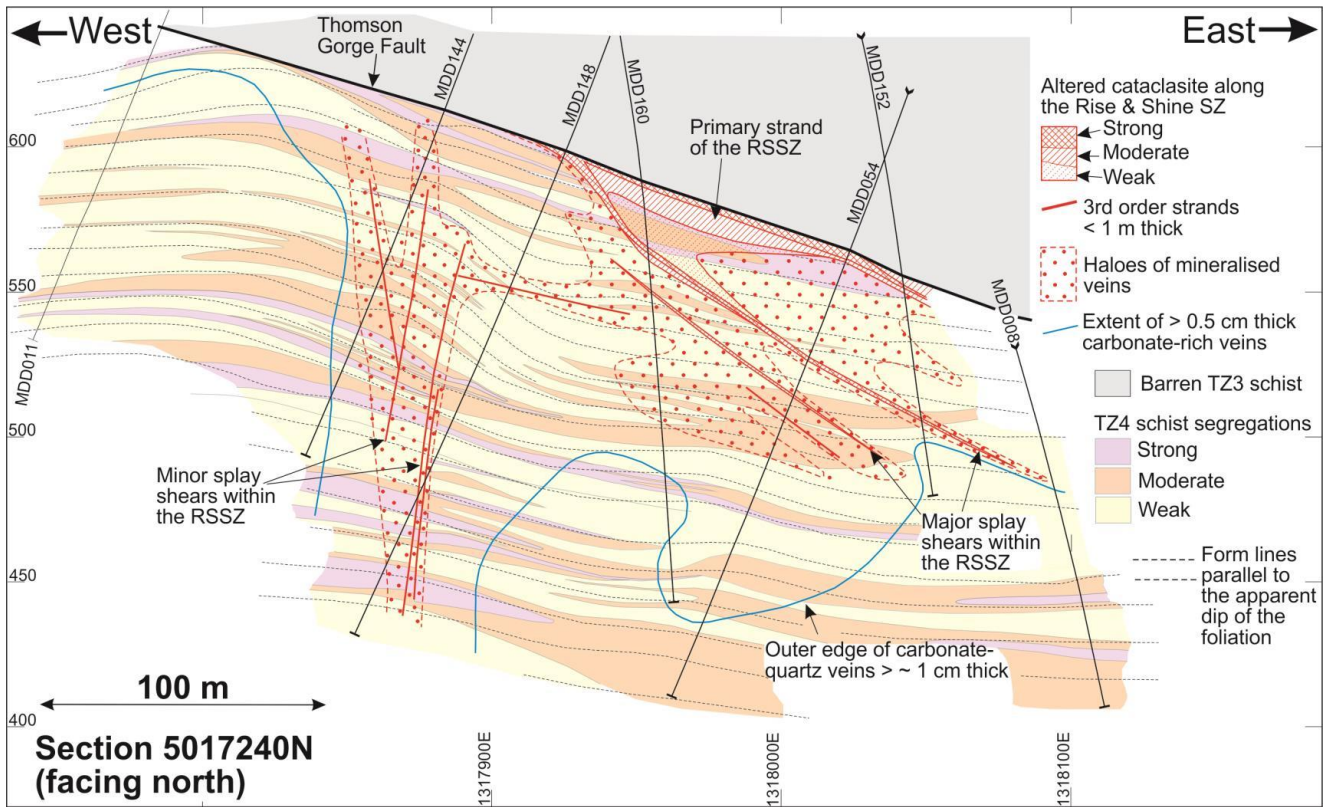 West
East
Thomson
Gorge Fault
MDD144
MDD148
MDD160
MDD152
MDD054
MDD008
MDD011
Primary strand
of the RSSZ
Altered cataclasite along
the Rise & Shine SZ
Strong
Moderate
Weak
3rd order strands
< 1 m thick
Haloes of mineralised
veins
Extent of > 0.5 cm thick
carbonate-rich veins
Barren TZ3 schist
TZ4 schist segregations
Strong
Moderate
Weak
Form lines
parallel to
the apparent
dip of the
foliation
600
550
500
450
400
Minor splay
shears within
the RSSZ
Major splay
shears within
the RSSZ
Outer edge of carbonate-
quartz veins > ~ 1 cm thick
100 m
Section 5017240N
(facing north)
1317900E
1318000E
1318100E